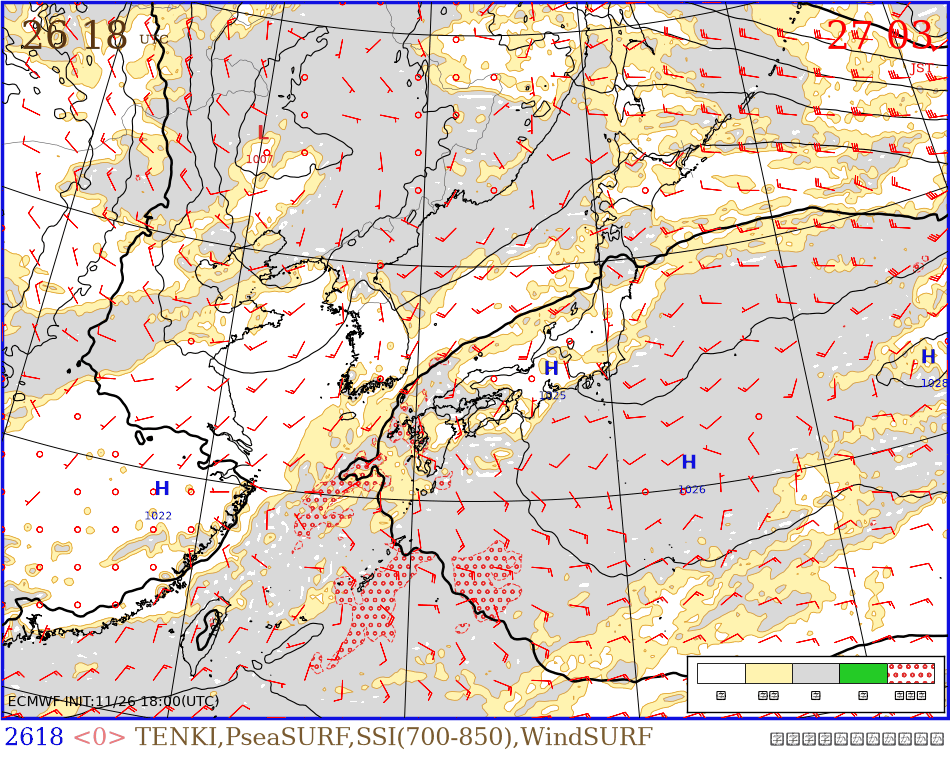 26 18 UTC
27 03
JST
L
1007
H
1025
H
1028
H
1026
H
1022
ECMWF INIT:11/26 18:00(UTC)
2618 <0> TENKI,PseaSURF,SSI(700-850),WindSURF